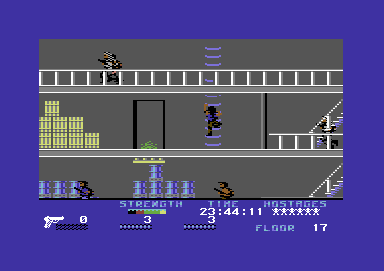 STRENGTH TIME HOSTAGES
23:44:11 ******
0 3 3
FLOOR 17